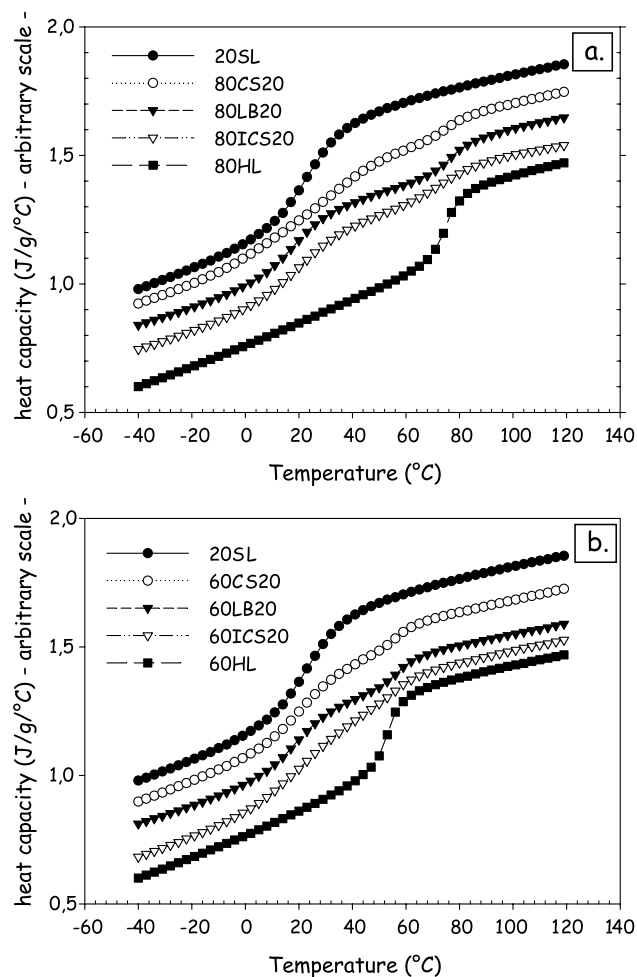 2,0
a.
20SL
80CS20
80LB20
80ICS20
80HL
1,5
1,0
0,5
heat capacity (J/g/°C) - arbitrary scale -
-60 -40 -20 0 20 40 60 80 100 120 140
Temperature (°C)
2,0
b.
20SL
60CS20
60LB20
60ICS20
60HL
1,5
1,0
0,5
heat capacity (J/g/°C) - arbitrary scale -
-60 -40 -20 0 20 40 60 80 100 120 140
Temperature (°C)